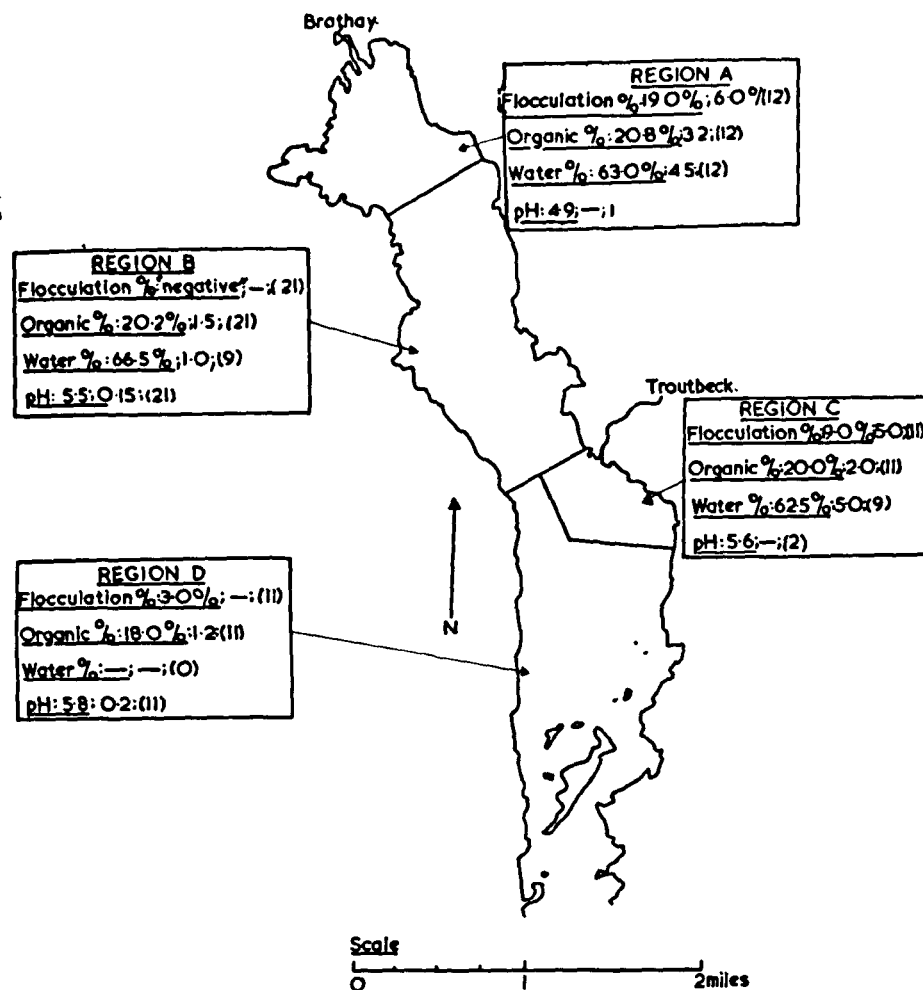 Brathay
REGION A
Flocculation %:19·0%; 6·0%(12)
Organic %:20·8%;3·2;(12)
Water %:63·0%:4·5:(12)
pH:4·9;—;1
REGION B
Flocculation %:"negative";—;(21)
Organic %:20·2%;1·5;(21)
Water %:66·5%;1·0;(9)
pH: 5·5;0·15;(21)
Troutbeck.
REGION C
Flocculation %:9·0%;5·0;(11)
Organic %:20·0%;2·0;(11)
Water %:62·5%:5·0:(9)
pH:5·6;—;(2)
REGION D
Flocculation %:3·0%; —:(11)
Organic %:18·0%:1·2:(11)
Water %:—; —;(0)
pH:5·8: 0·2:(11)
N
Scale
0 1 2miles